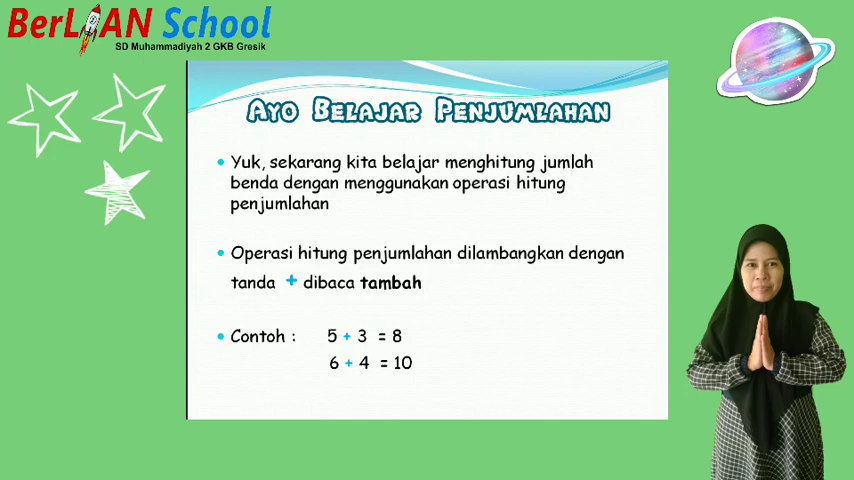 BerLIAN School
SD Muhammadiyah 2 GKB Gresik
Ayo Belajar Penjumlahan
Yuk, sekarang kita belajar menghitung jumlah
benda dengan menggunakan operasi hitung
penjumlahan
Operasi hitung penjumlahan dilambangkan dengan
tanda + dibaca tambah
Contoh : 5 + 3 = 8
6 + 4 = 10